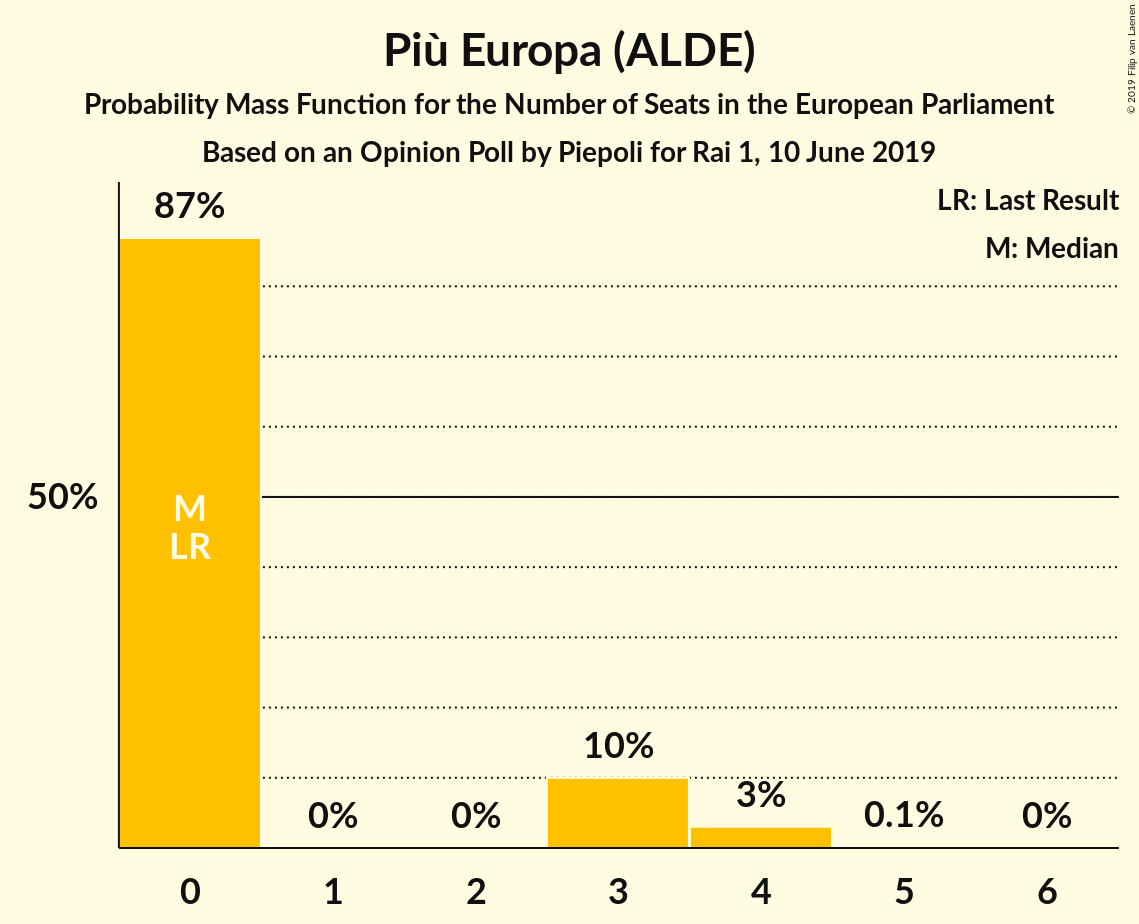 Più Europa (ALDE)
Probability Mass Function for the Number of Seats in the European Parliament
Based on an Opinion Poll by Piepoli for Rai 1, 10 June 2019
© 2019 Filip van Laenen
LR: Last Result
M: Median
87%
50%
M
LR
10%
3%
0% 0% 0.1% 0%
0 1 2 3 4 5 6